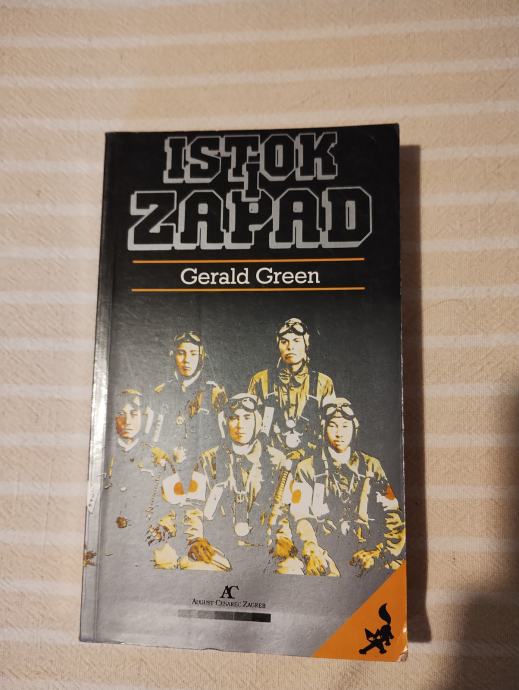 ISTOK
I
ZAPAD
Gerald Green
AC
AUGUST CESAREC ZAGREB